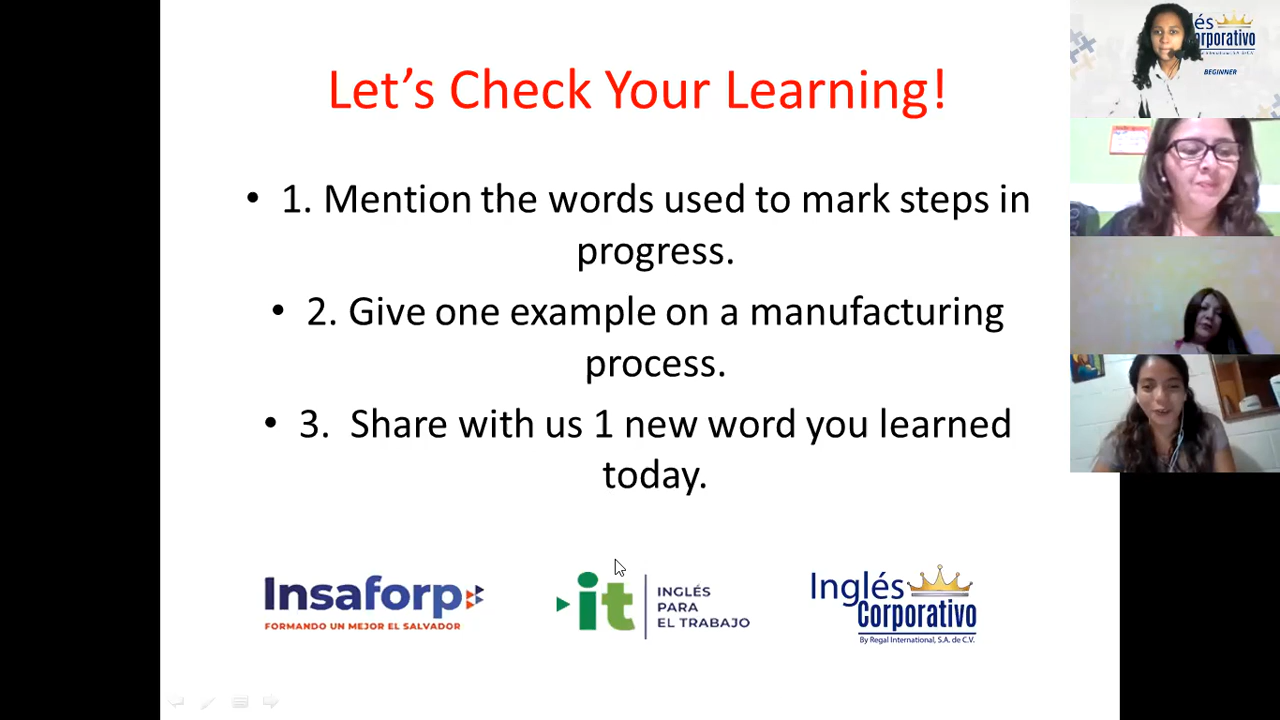 Let's Check Your Learning!
• 1. Mention the words used to mark steps in
progress.
• 2. Give one example on a manufacturing
process.
• 3. Share with us 1 new word you learned
today.
Insaforp
FORMANDO UN MEJOR EL SALVADOR
it
INGLÉS
PARA
EL TRABAJO
Inglés
Corporativo
By Regal International, S.A. de C.V.
és
orporativo
BEGINNER